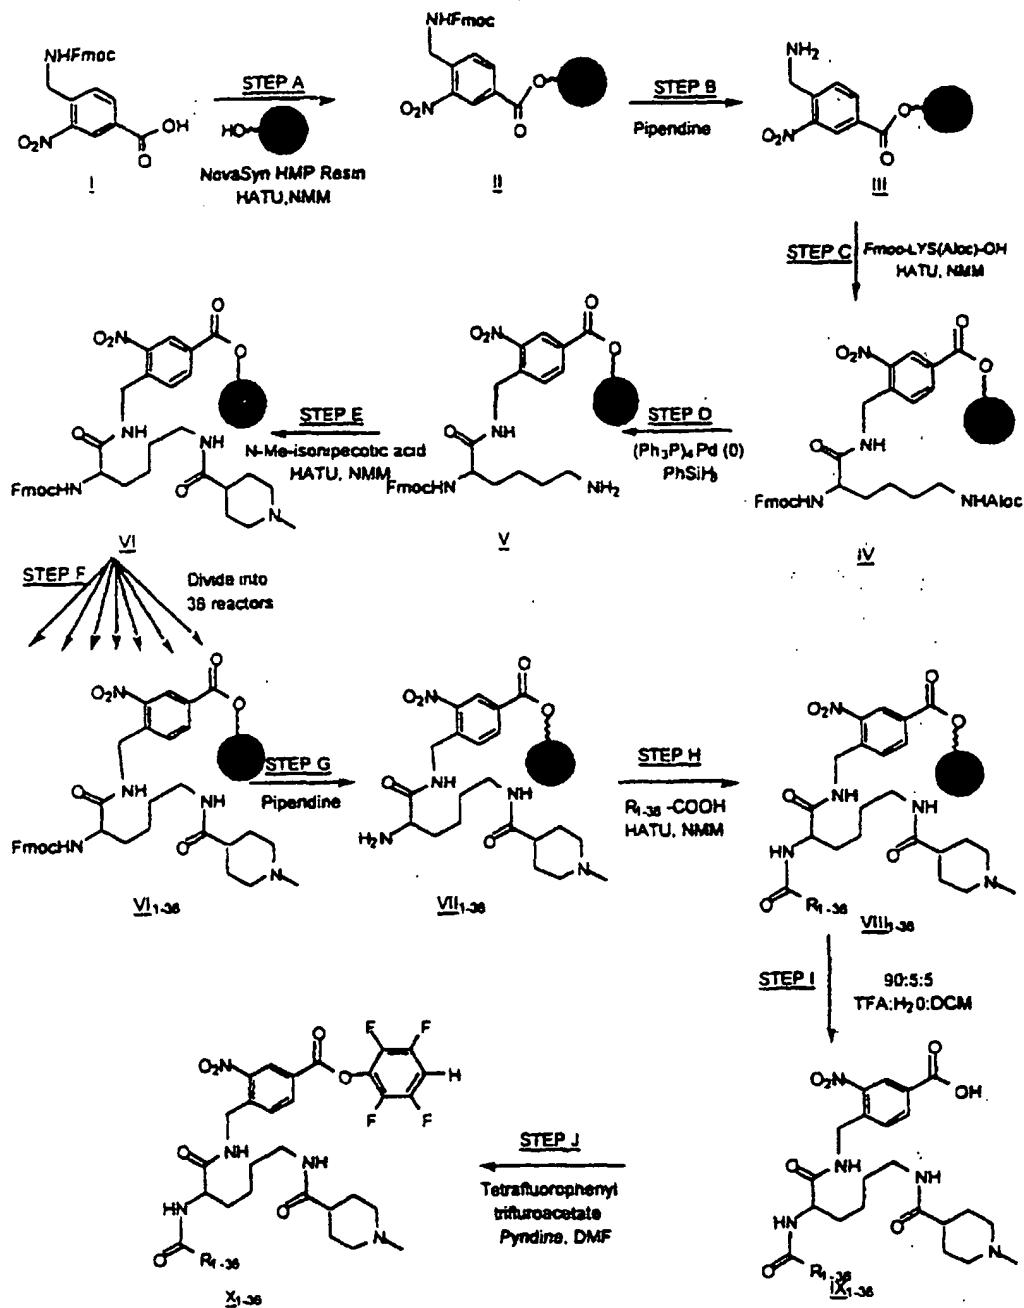 NHFmoc
O₂N
OH
O
I
STEP A
HO
NovaSyn HMP Resin
HATU,NMM
NHFmoc
O₂N
O
O
II
STEP B
Pipendine
NH₂
O₂N
O
O
III
STEP C
Fmoc-LYS(Aloc)-OH
HATU, NMM
O₂N
O
O
O
NH
FmocHN
NHAloc
IV
STEP D
(Ph₃P)₄Pd (0)
PhSiH₃
O₂N
O
O
O
NH
FmocHN
NH₂
V
STEP E
N-Me-isonipecotic acid
HATU, NMM
O₂N
O
O
O
NH
NH
FmocHN
O
N
VI
STEP F
Divide into
36 reactors
O₂N
O
O
O
NH
NH
FmocHN
O
N
VI₁₋₃₆
STEP G
Pipendine
O₂N
O
O
O
NH
NH
H₂N
O
N
VII₁₋₃₆
STEP H
R₁₋₃₆-COOH
HATU, NMM
O₂N
O
O
O
NH
NH
HN
O
N
O
R₁₋₃₆
VIII₁₋₃₆
STEP I
90:5:5
TFA:H₂0:DCM
O₂N
O
OH
O
NH
NH
HN
O
N
O
R₁₋₃₆
IX₁₋₃₆
STEP J
Tetrafluorophenyl
trifluroacetate
Pyndine, DMF
O₂N
O
O
F
F
H
F
F
O
NH
NH
HN
O
N
O
R₁₋₃₆
X₁₋₃₆